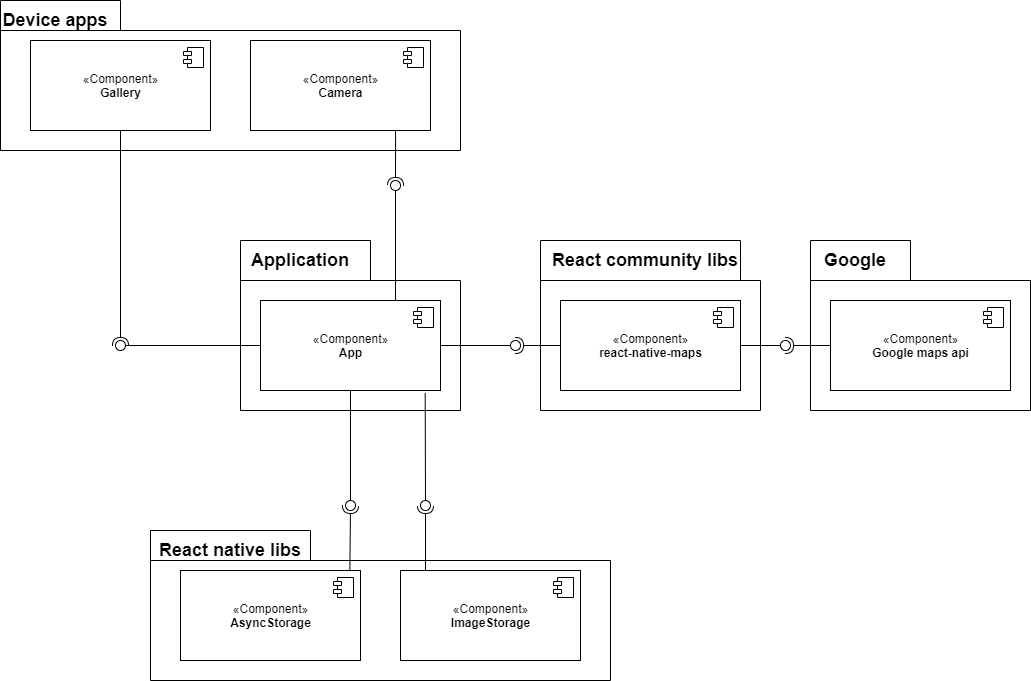 Device apps
«Component»
Gallery
«Component»
Camera
Application
«Component»
App
React community libs
«Component»
react-native-maps
Google
«Component»
Google maps api
React native libs
«Component»
AsyncStorage
«Component»
ImageStorage